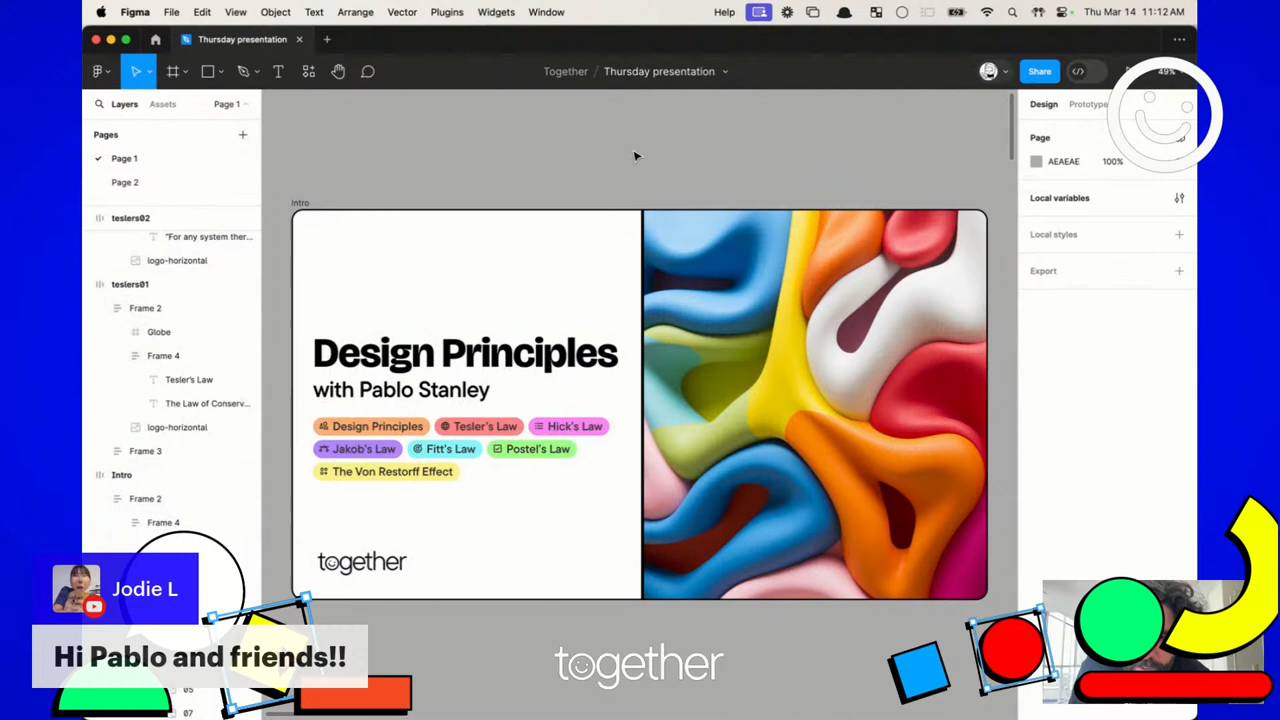 Figma File Edit View Object Text Arrange Vector Plugins Widgets Window Help Thu Mar 14 11:12 AM
Thursday presentation
Together / Thursday presentation
Share
49%
Layers Assets Page 1
Design Prototype
Pages
Page
Page 1
AEAEAE 100%
Page 2
Local variables
Intro
teslers02
Local styles
"For any system ther...
logo-horizontal
Export
teslers01
Frame 2
Globe
Frame 4
Tesler's Law
The Law of Conserv...
logo-horizontal
Frame 3
Intro
Frame 2
Frame 4
Design Principles
with Pablo Stanley
Design Principles Tesler's Law Hick's Law
Jakob's Law Fitt's Law Postel's Law
The Von Restorff Effect
together
Jodie L
Hi Pablo and friends!!
together
05
07